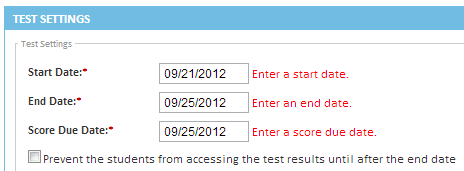 TEST SETTINGS
Test Settings
Start Date:* 09/21/2012 Enter a start date.
End Date:* 09/25/2012 Enter an end date.
Score Due Date:* 09/25/2012 Enter a score due date.
Prevent the students from accessing the test results until after the end date